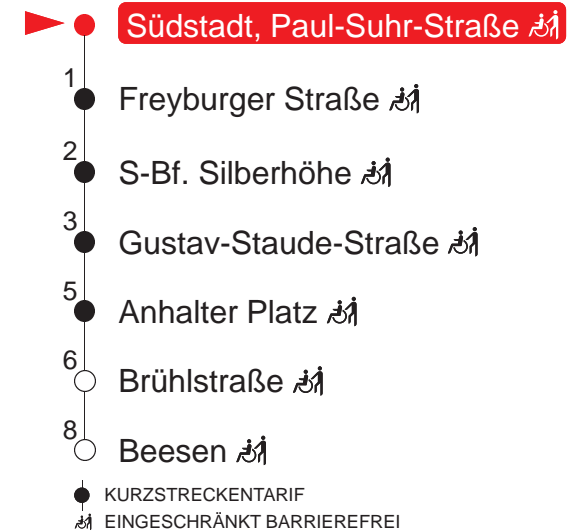 Südstadt, Paul-Suhr-Straße
1
Freyburger Straße
2
S-Bf. Silberhöhe
3
Gustav-Staude-Straße
5
Anhalter Platz
6
Brühlstraße
8
Beesen
KURZSTRECKENTARIF
EINGESCHRÄNKT BARRIEREFREI